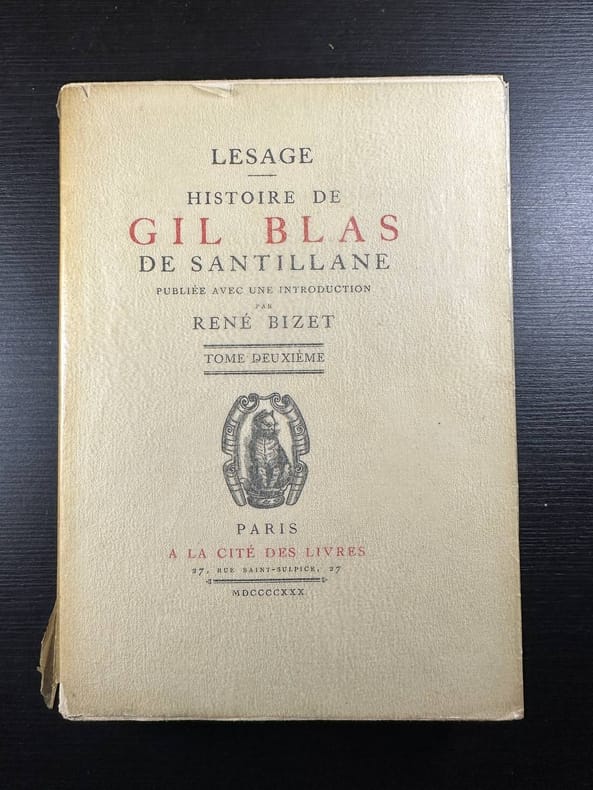 LESAGE
HISTOIRE DE
GIL BLAS
DE SANTILLANE
PUBLIÉE AVEC UNE INTRODUCTION
PAR
RENÉ BIZET
TOME DEUXIÉME
PARIS
A LA CITÉ DES LIVRES
27, RUE SAINT-SULPICE, 27
MDCCCCXXX